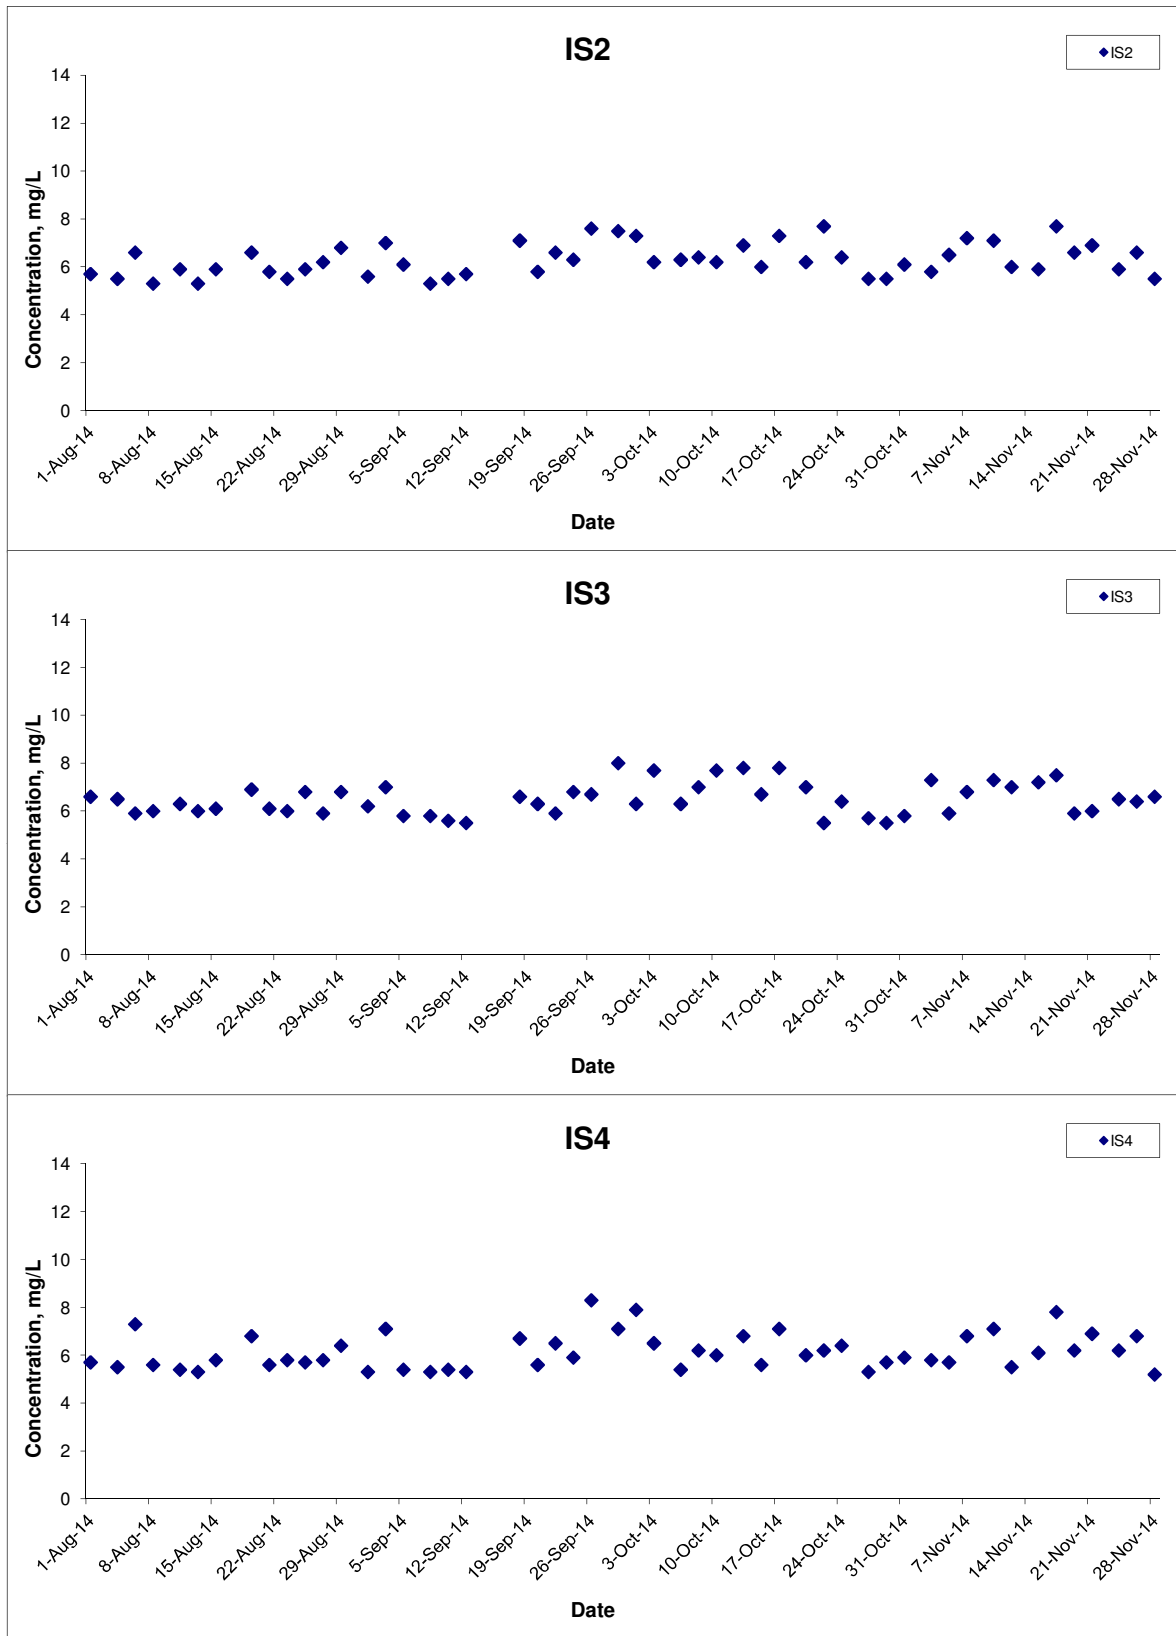 IS2
IS2
14
12
10
8
6
4
2
0
Concentration, mg/L
1-Aug-14
8-Aug-14
15-Aug-14
22-Aug-14
29-Aug-14
5-Sep-14
12-Sep-14
19-Sep-14
26-Sep-14
3-Oct-14
10-Oct-14
17-Oct-14
24-Oct-14
31-Oct-14
7-Nov-14
14-Nov-14
21-Nov-14
28-Nov-14
Date
IS3
IS3
14
12
10
8
6
4
2
0
Concentration, mg/L
1-Aug-14
8-Aug-14
15-Aug-14
22-Aug-14
29-Aug-14
5-Sep-14
12-Sep-14
19-Sep-14
26-Sep-14
3-Oct-14
10-Oct-14
17-Oct-14
24-Oct-14
31-Oct-14
7-Nov-14
14-Nov-14
21-Nov-14
28-Nov-14
Date
IS4
IS4
14
12
10
8
6
4
2
0
Concentration, mg/L
1-Aug-14
8-Aug-14
15-Aug-14
22-Aug-14
29-Aug-14
5-Sep-14
12-Sep-14
19-Sep-14
26-Sep-14
3-Oct-14
10-Oct-14
17-Oct-14
24-Oct-14
31-Oct-14
7-Nov-14
14-Nov-14
21-Nov-14
28-Nov-14
Date